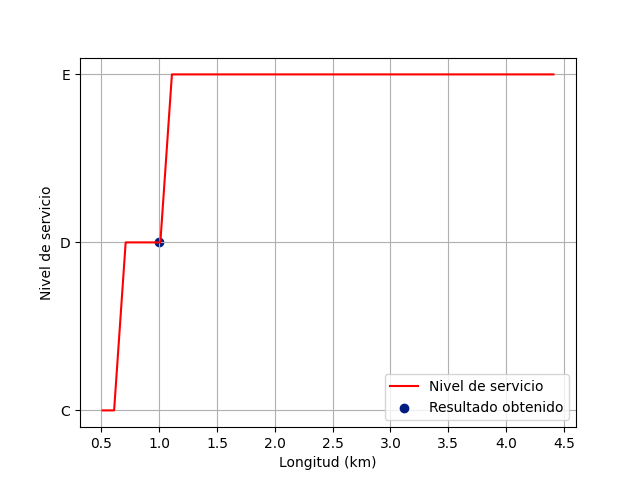 E
D
C
Nivel de servicio
0.5 1.0 1.5 2.0 2.5 3.0 3.5 4.0 4.5
Longitud (km)
Nivel de servicio
Resultado obtenido